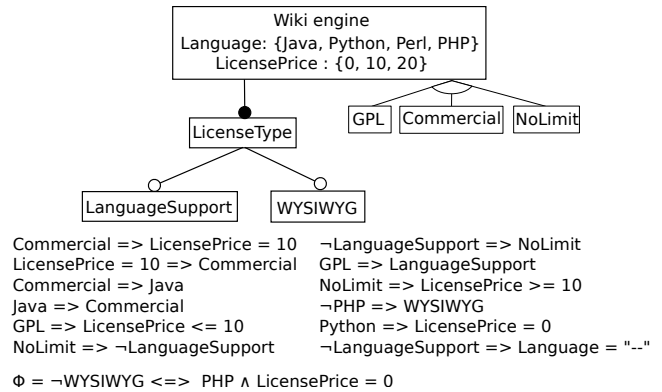 Wiki engine
Language: {Java, Python, Perl, PHP}
LicensePrice : {0, 10, 20}
LicenseType
GPL
Commercial
NoLimit
LanguageSupport
WYSIWYG
Commercial => LicensePrice = 10
LicensePrice = 10 => Commercial
Commercial => Java
Java => Commercial
GPL => LicensePrice <= 10
NoLimit => ¬LanguageSupport
¬LanguageSupport => NoLimit
GPL => LanguageSupport
NoLimit => LicensePrice >= 10
¬PHP => WYSIWYG
Python => LicensePrice = 0
¬LanguageSupport => Language = "--"
Φ = ¬WYSIWYG <=> PHP ∧ LicensePrice = 0